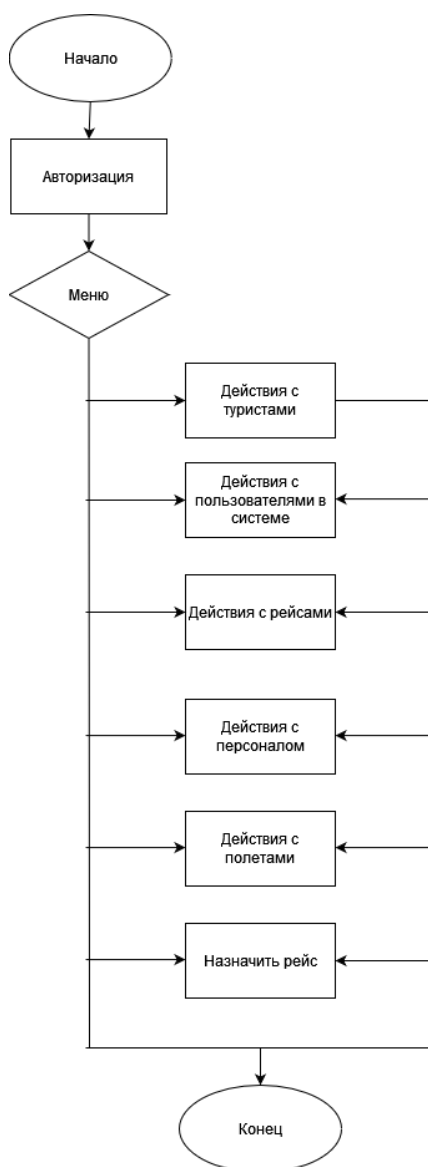 Начало
Авторизация
Меню
Действия с
туристами
Действия с
пользователями в
системе
Действия с рейсами
Действия с
персоналом
Действия с
полетами
Назначить рейс
Конец